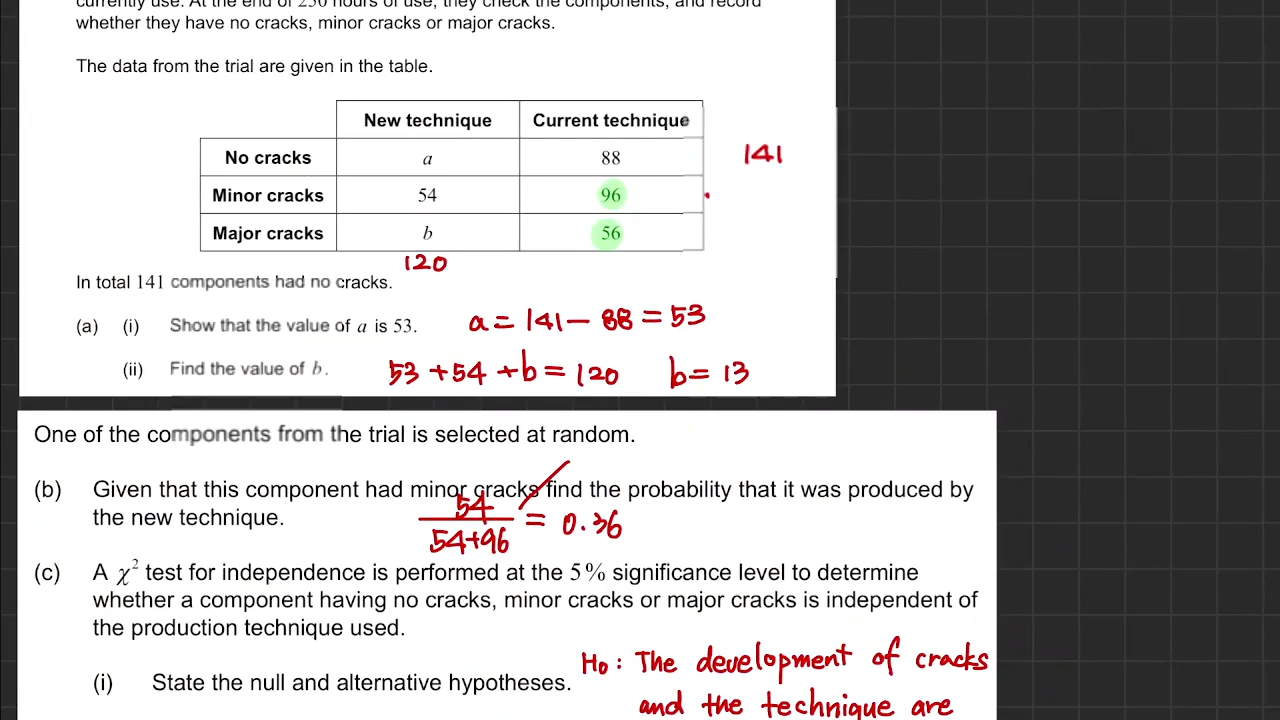 currently use. At the end of 250 hours of use, they check the components, and record
whether they have no cracks, minor cracks or major cracks.
The data from the trial are given in the table.
New technique Current technique
No cracks a 88 141
Minor cracks 54 96
Major cracks b 56
120
In total 141 components had no cracks.
(a) (i) Show that the value of a is 53. a = 141 - 88 = 53
(ii) Find the value of b. 53 + 54 + b = 120 b = 13
One of the components from the trial is selected at random.
(b) Given that this component had minor cracks find the probability that it was produced by
the new technique. 54/54+96 = 0.36
(c) A χ² test for independence is performed at the 5% significance level to determine
whether a component having no cracks, minor cracks or major cracks is independent of
the production technique used.
H₀ : The development of cracks
(i) State the null and alternative hypotheses.
and the technique are